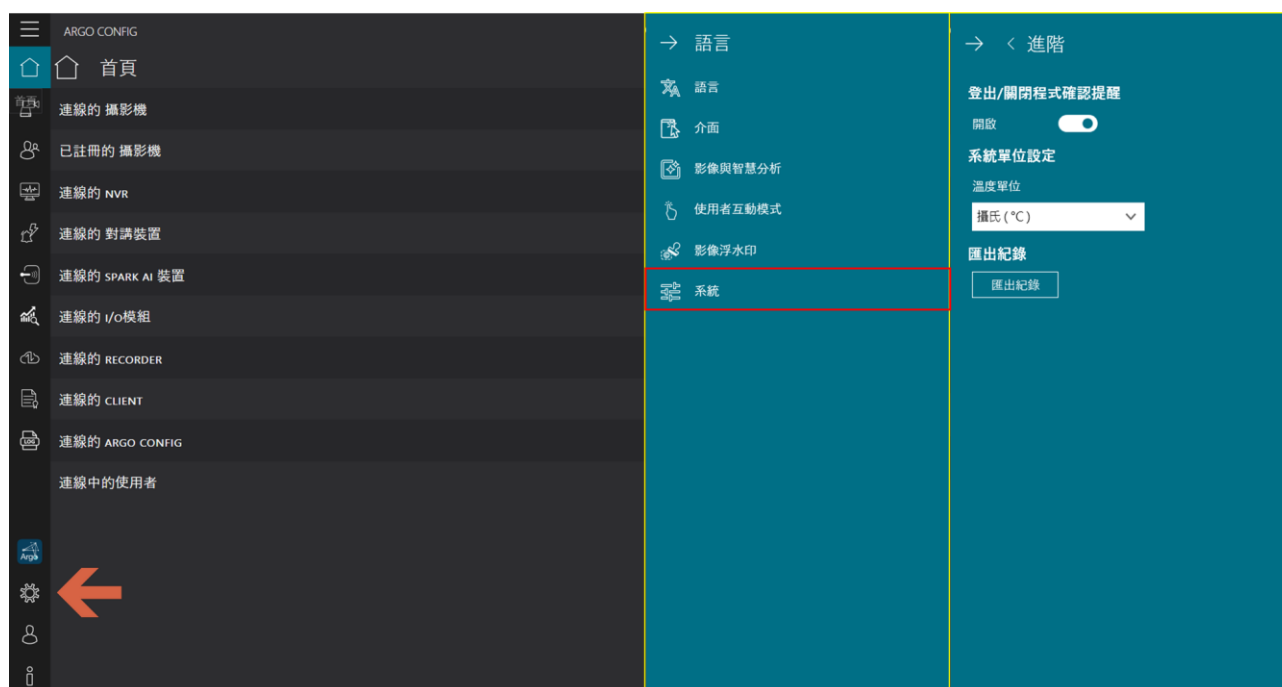 ARGO CONFIG
首頁
首頁
連線的 攝影機
已註冊的 攝影機
連線的 NVR
連線的 對講裝置
連線的 SPARK AI 裝置
連線的 I/O模組
連線的 RECORDER
連線的 CLIENT
連線的 ARGO CONFIG
連線中的使用者
LOG
Argo
語言
語言
介面
影像與智慧分析
使用者互動模式
影像浮水印
系統
進階
登出/關閉程式確認提醒
開啟
系統單位設定
溫度單位
攝氏 ( °C )
匯出紀錄
匯出紀錄